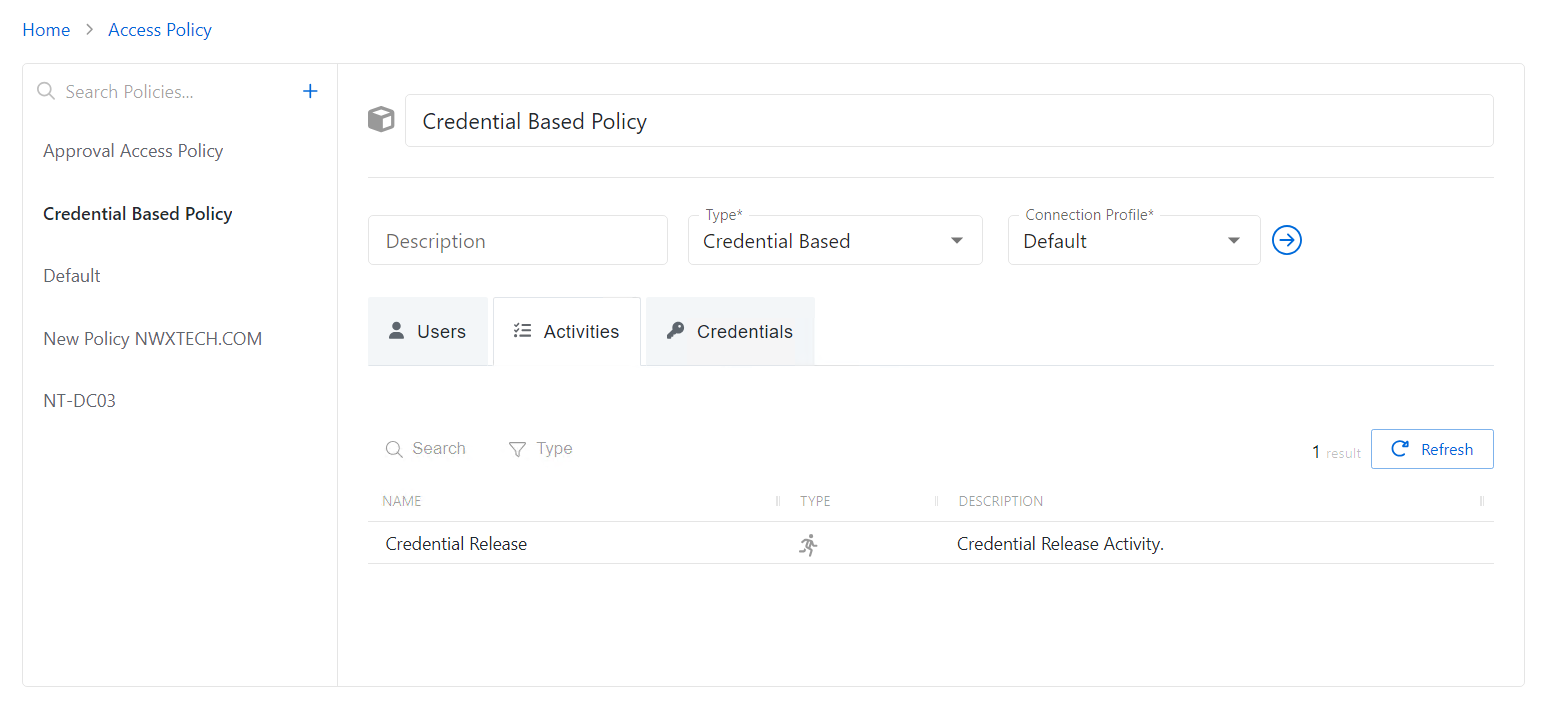 Home > Access Policy
Search Policies...
+
Approval Access Policy
Credential Based Policy
Default
New Policy NWXTECH.COM
NT-DC03
Credential Based Policy
Description
Type*
Credential Based
Connection Profile*
Default
Users
Activities
Credentials
Search
Type
1 result
Refresh
NAME TYPE DESCRIPTION
Credential Release Credential Release Activity.